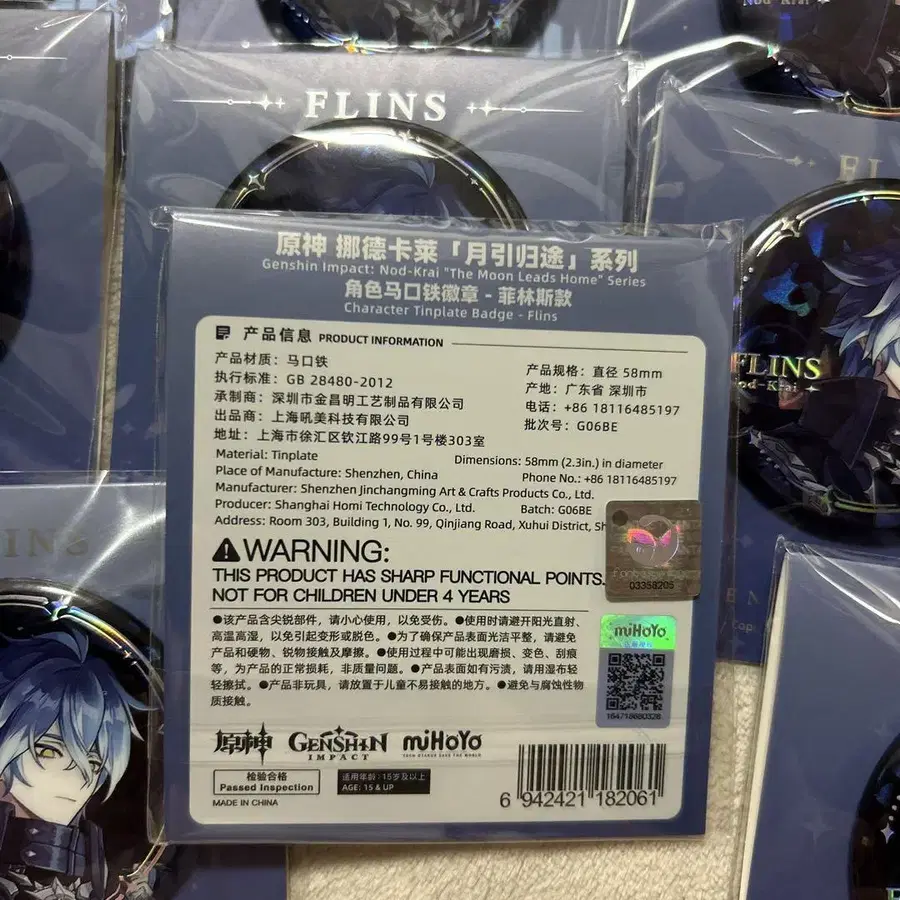 Nod-Krai
FLINS
FL
原神 挪德卡莱「月引归途」系列
Genshin Impact: Nod-Krai "The Moon Leads Home" Series
角色马口铁徽章 - 菲林斯款
Character Tinplate Badge - Flins
产品信息 PRODUCT INFORMATION
产品材质：马口铁
产品规格：直径 58mm
执行标准：GB 28480-2012
产地：广东省 深圳市
承制商：深圳市金昌明工艺制品有限公司
电话：+86 18116485197
出品商：上海吼美科技有限公司
批次号：G06BE
地址：上海市徐汇区钦江路99号1号楼303室
Material: Tinplate
Dimensions: 58mm (2.3in.) in diameter
Place of Manufacture: Shenzhen, China
Phone No.: +86 18116485197
Manufacturer: Shenzhen Jinchangming Art & Crafts Products Co., Ltd.
Producer: Shanghai Homi Technology Co., Ltd.
Batch: G06BE
Address: Room 303, Building 1, No. 99, Qinjiang Road, Xuhui District, Sh
WARNING:
THIS PRODUCT HAS SHARP FUNCTIONAL POINTS.
NOT FOR CHILDREN UNDER 4 YEARS
●该产品含尖锐部件，请小心使用，以免受伤。●使用时请避开阳光直射、
高温高湿，以免引起变形或脱色。●为了确保产品表面光洁平整，请避免
产品和硬物、锐物接触及摩擦。●使用过程中可能出现磨损、变色、刮痕
等，为产品的正常损耗，非质量问题。●产品表面如有污渍，请用湿布轻
轻擦拭。●产品非玩具，请放置于儿童不易接触的地方。●避免与腐蚀性物
质接触。
03358205
miHoYo
正版授权
164718680328
原神
GENSHIN
IMPACT
miHoYo
TECH OTAKUS SAVE THE WORLD
检验合格
Passed Inspection
适用年龄：15岁及以上
AGE: 15 & UP
MADE IN CHINA
6 942421 182061
FLINS
Nod-Krai
INS